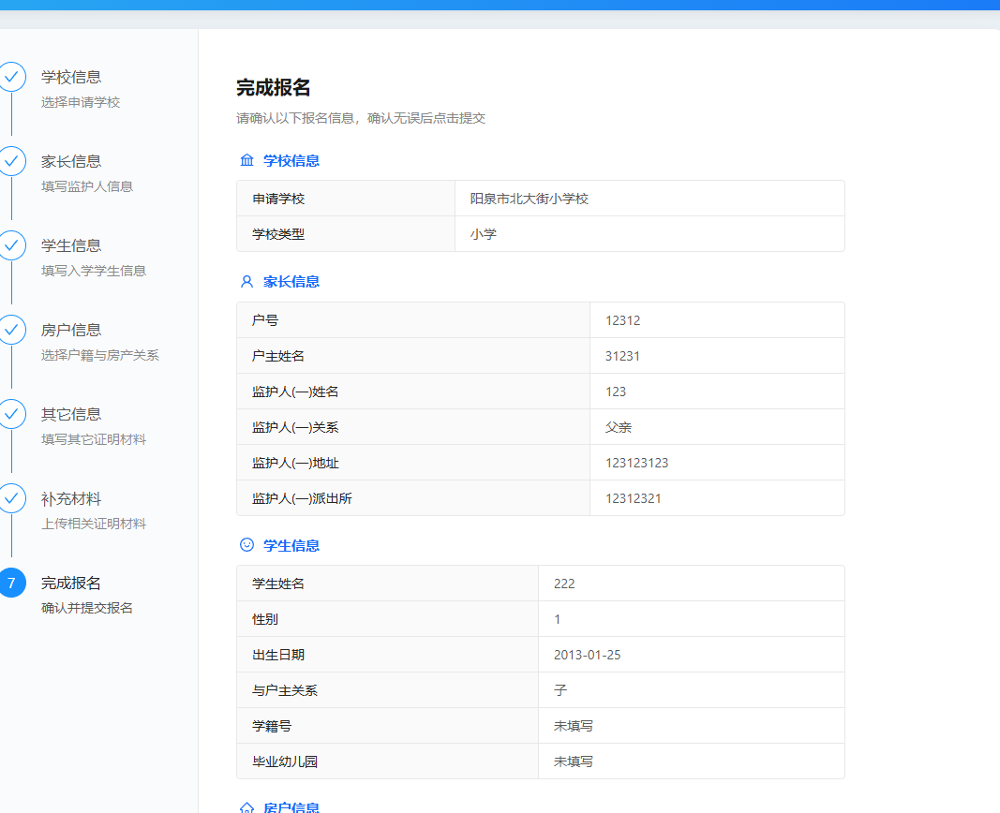 学校信息
选择申请学校
家长信息
填写监护人信息
学生信息
填写入学学生信息
房户信息
选择户籍与房产关系
其它信息
填写其它证明材料
补充材料
上传相关证明材料
7 完成报名
确认并提交报名
完成报名
请确认以下报名信息，确认无误后点击提交
学校信息
申请学校 阳泉市北大街小学校
学校类型 小学
家长信息
户号 12312
户主姓名 31231
监护人(一)姓名 123
监护人(一)关系 父亲
监护人(一)地址 123123123
监护人(一)派出所 12312321
学生信息
学生姓名 222
性别 1
出生日期 2013-01-25
与户主关系 子
学籍号 未填写
毕业幼儿园 未填写
房户信息